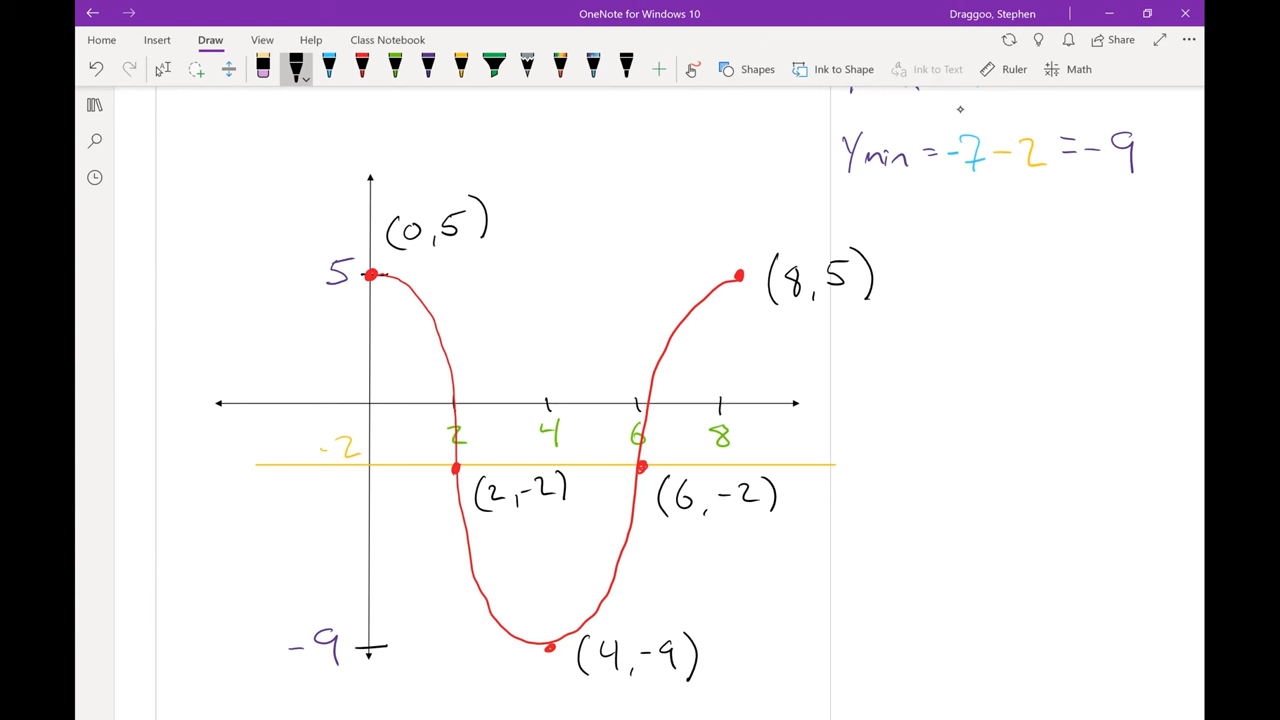 OneNote for Windows 10
Draggoo, Stephen
Home Insert Draw View Help Class Notebook
Share
Shapes Ink to Shape Ink to Text Ruler Math
Ymin = -7 - 2 = -9
(0,5)
5
(8,5)
2 4 6 8
-2
(2,-2)
(6,-2)
-9
(4,-9)